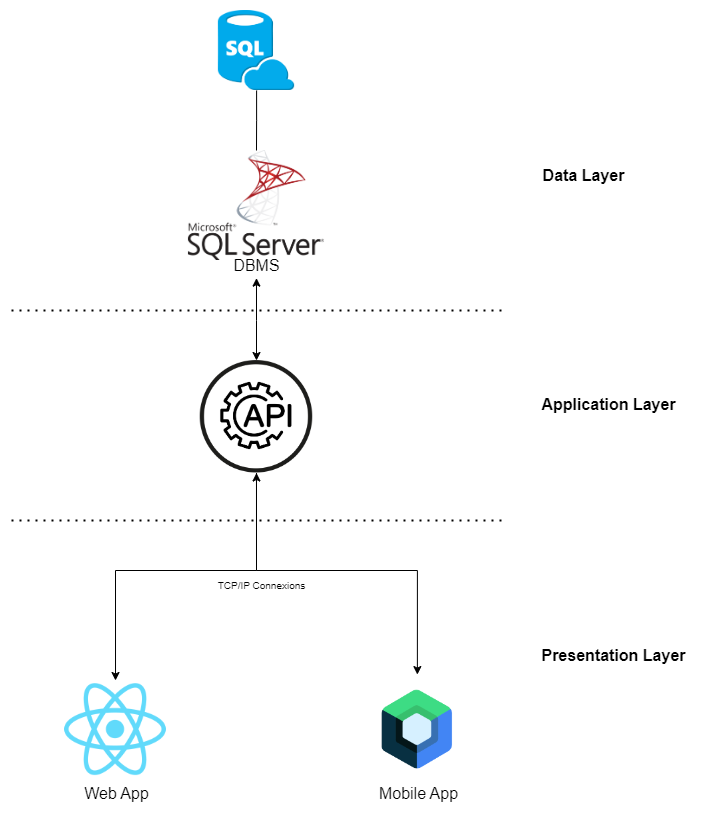 SQL
Microsoft®
SQL Server
DBMS
Data Layer
API
Application Layer
TCP/IP Connexions
Presentation Layer
Web App
Mobile App